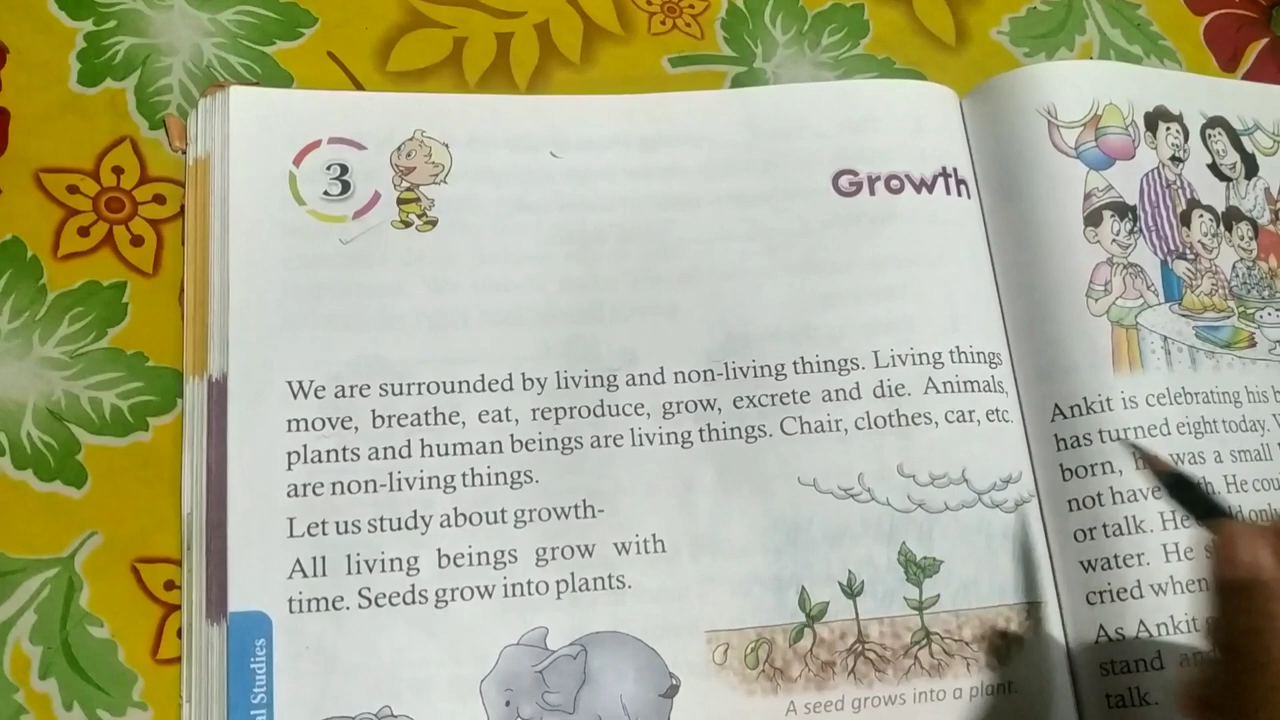 3
Growth
We are surrounded by living and non-living things. Living things
move, breathe, eat, reproduce, grow, excrete and die. Animals,
plants and human beings are living things. Chair, clothes, car, etc.
are non-living things.
Let us study about growth-
All living beings grow with
time. Seeds grow into plants.
A seed grows into a plant.
al Studies
Ankit is celebrating his
has turned eight today.
born, was a small
not have He
or talk. He
water. He
cried when
As Ankit
stand
talk.